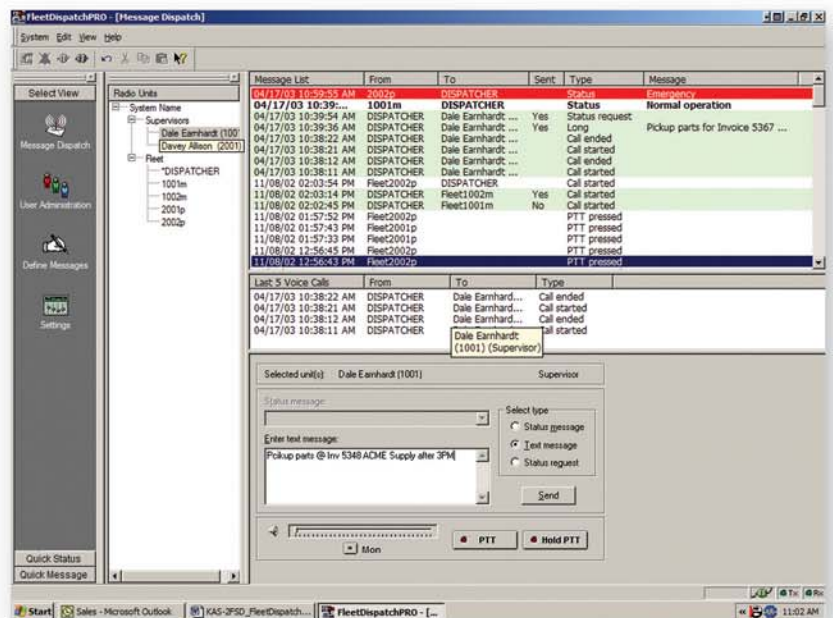 FleetDispatchPRO - [Message Dispatch]
System Edit View Help
Select View
Message Dispatch
User Administration
Define Messages
Settings
Quick Status
Quick Message
Radio Units
System Name
Supervisors
Dale Earnhardt (100
Davey Allison (2001)
Fleet
*DISPATCHER
1001m
1002m
2001p
2002p
Message List From To Sent Type Message
04/17/03 10:59:55 AM 2002p DISPATCHER Status Emergency
04/17/03 10:39:... 1001m DISPATCHER Status Normal operation
04/17/03 10:39:54 AM DISPATCHER Dale Earnhardt ... Yes Status request
04/17/03 10:39:36 AM DISPATCHER Dale Earnhardt ... Yes Long Pickup parts for Invoice 5367 ...
04/17/03 10:38:22 AM DISPATCHER Dale Earnhardt ... Call ended
04/17/03 10:38:21 AM DISPATCHER Dale Earnhardt ... Call started
04/17/03 10:38:12 AM DISPATCHER Dale Earnhardt ... Call ended
04/17/03 10:38:11 AM DISPATCHER Dale Earnhardt ... Call started
11/08/02 02:03:54 PM Fleet2002p DISPATCHER Call started
11/08/02 02:03:14 PM DISPATCHER Fleet1002m Yes Call started
11/08/02 02:02:45 PM DISPATCHER Fleet1001m No Call started
11/08/02 01:57:52 PM Fleet2002p PTT pressed
11/08/02 01:57:43 PM Fleet2001p PTT pressed
11/08/02 01:57:33 PM Fleet2001p PTT pressed
11/08/02 12:56:45 PM Fleet2002p PTT pressed
11/08/02 12:56:43 PM Fleet2002p PTT pressed
Last 5 Voice Calls From To Type
04/17/03 10:38:22 AM DISPATCHER Dale Earnhard... Call ended
04/17/03 10:38:21 AM DISPATCHER Dale Earnhard... Call started
04/17/03 10:38:12 AM DISPATCHER Dale Earnhard... Call ended
04/17/03 10:38:11 AM DISPATCHER Call started
Dale Earnhardt
(1001) (Supervisor)
Selected unit(s): Dale Earnhardt (1001) Supervisor
Status message:
Enter text message:
Pcikup parts @ Inv 5348 ACME Supply after 3PM
Select type
Status message
Text message
Status request
Send
Mon
PTT
Hold PTT
Tx Rx
Start Sales - Microsoft Outlook KAS-2FSD_FleetDispatch... FleetDispatchPRO - [... 11:02 AM